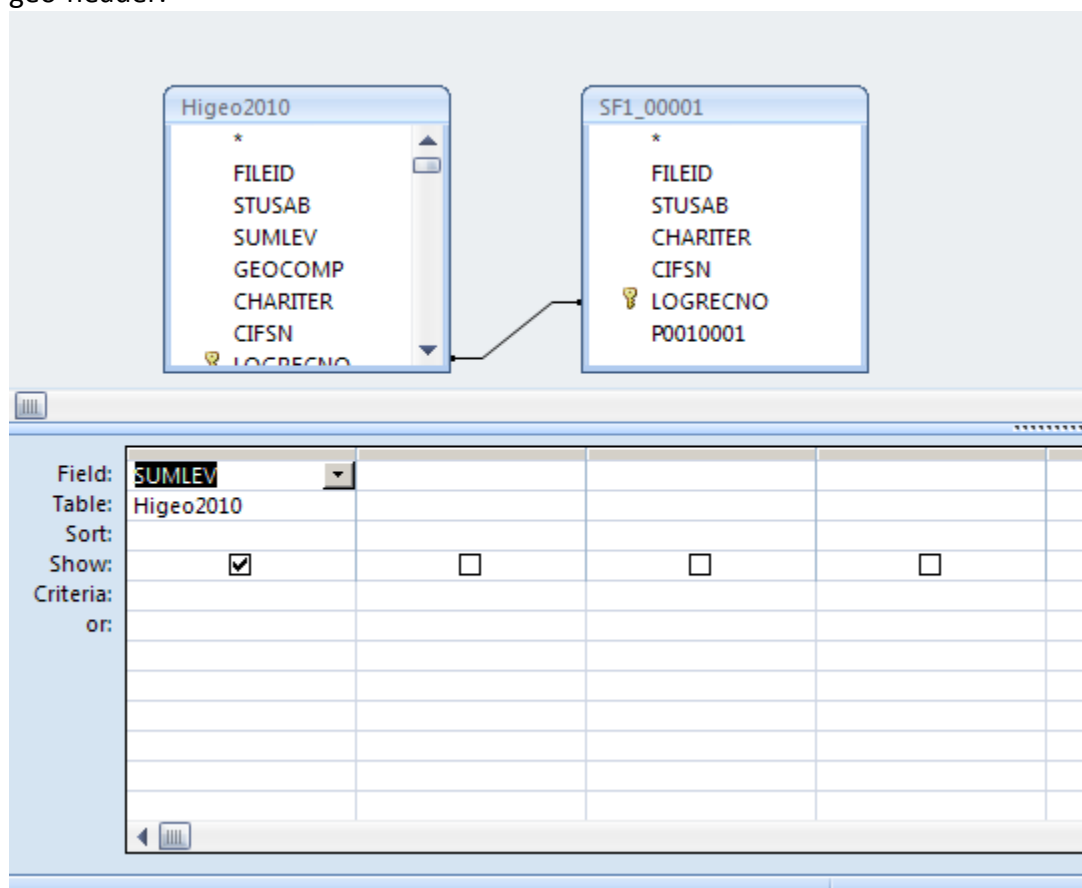 geo header.
Higeo2010
*
FILEID
STUSAB
SUMLEV
GEOCOMP
CHARITER
CIFSN
LOGRECNO
SF1_00001
*
FILEID
STUSAB
CHARITER
CIFSN
LOGRECNO
P0010001
Field: SUMLEV
Table: Higeo2010
Sort:
Show:
Criteria:
or: